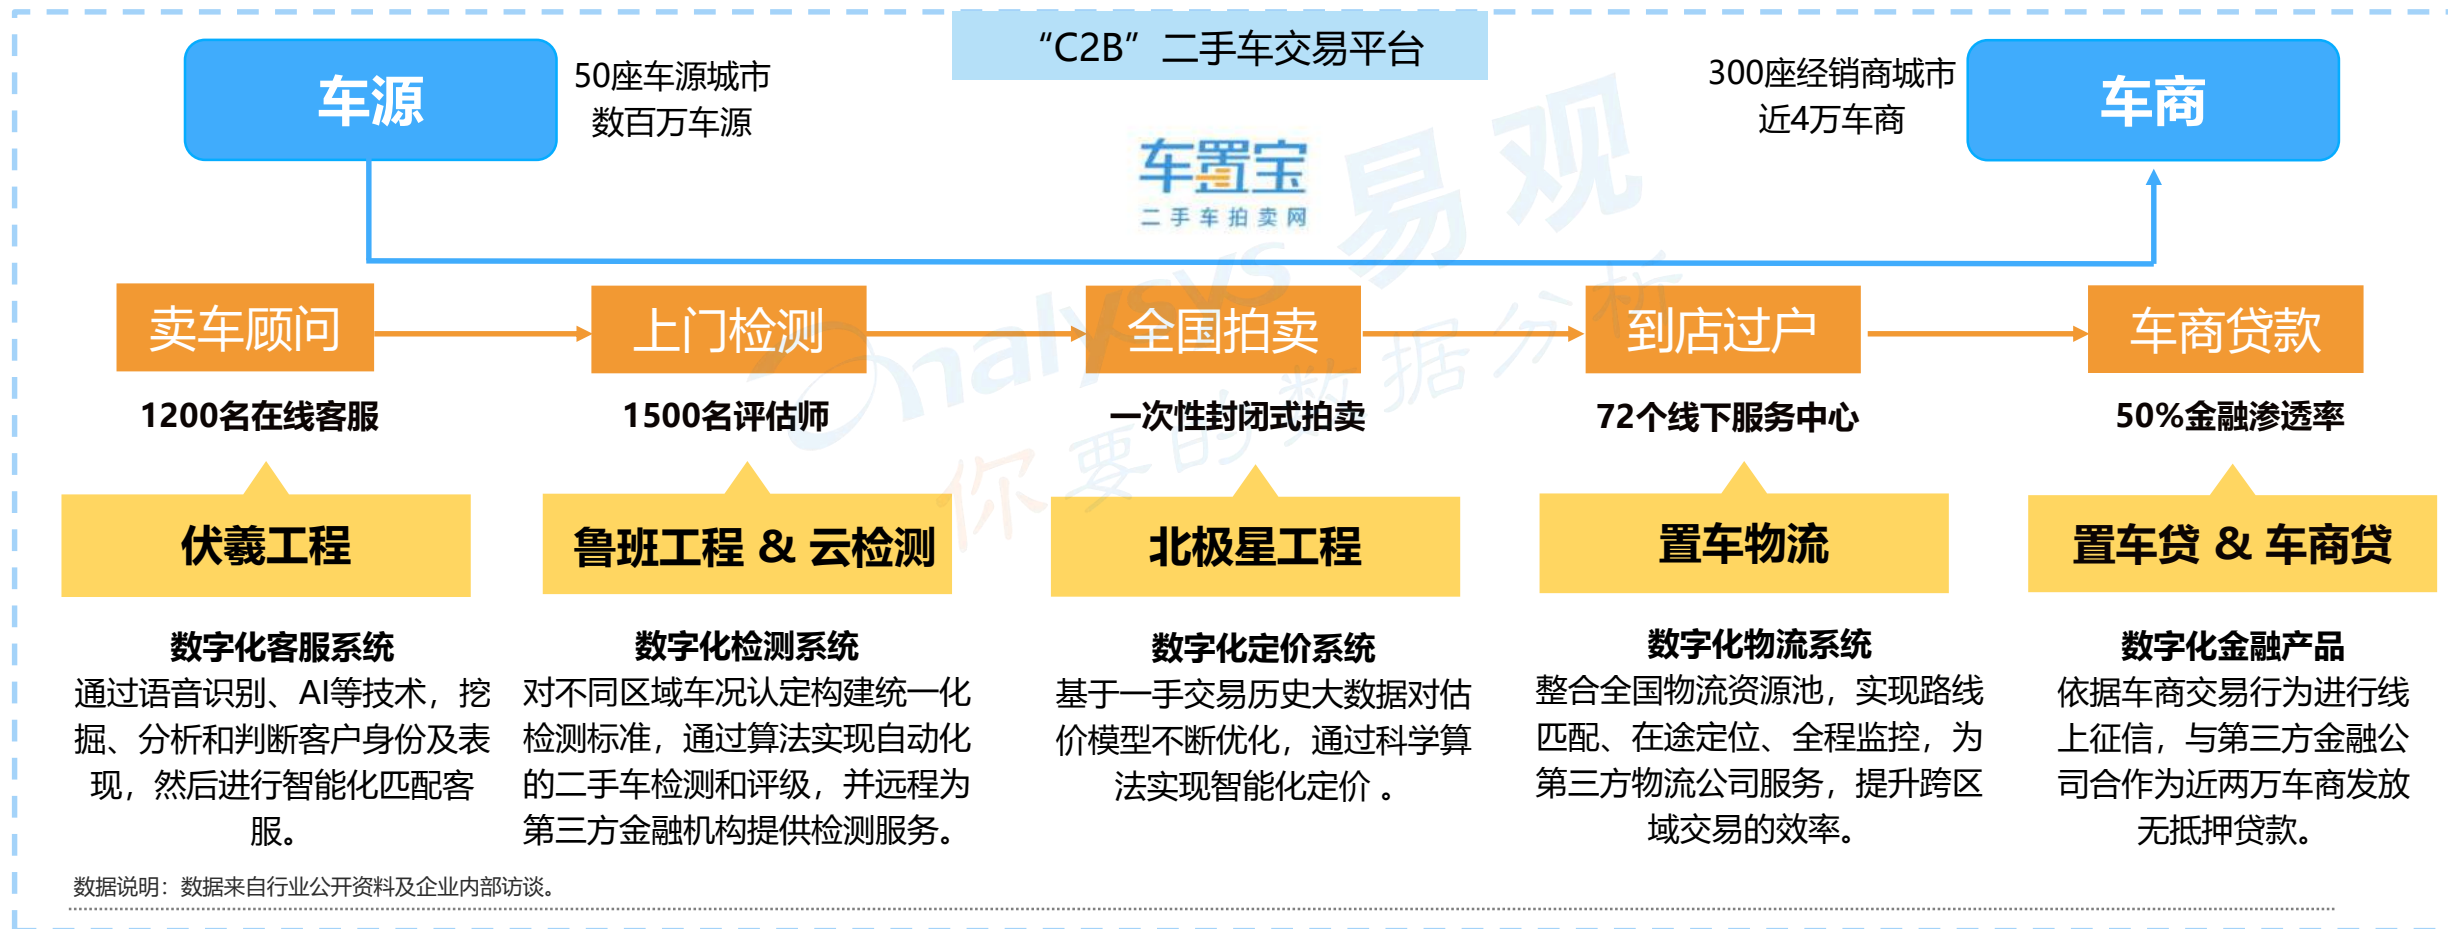 “C2B”二手车交易平台
车源
50座车源城市
数百万车源
300座经销商城市
近4万车商
车商
车置宝
二手车拍卖网
卖车顾问
上门检测
全国拍卖
到店过户
车商贷款
1200名在线客服
1500名评估师
一次性封闭式拍卖
72个线下服务中心
50%金融渗透率
伏羲工程
鲁班工程 & 云检测
北极星工程
置车物流
置车贷 & 车商贷
数字化客服系统
通过语音识别、AI等技术，挖
掘、分析和判断客户身份及表
现，然后进行智能化匹配客
服。
数字化检测系统
对不同区域车况认定构建统一化
检测标准，通过算法实现自动化
的二手车检测和评级，并远程为
第三方金融机构提供检测服务。
数字化定价系统
基于一手交易历史大数据对估
价模型不断优化，通过科学算
法实现智能化定价 。
数字化物流系统
整合全国物流资源池，实现路线
匹配、在途定位、全程监控，为
第三方物流公司服务，提升跨区
域交易的效率。
数字化金融产品
依据车商交易行为进行线
上征信，与第三方金融公
司合作为近两万车商发放
无抵押贷款。
数据说明：数据来自行业公开资料及企业内部访谈。
analysys 易观
你要的数据分析